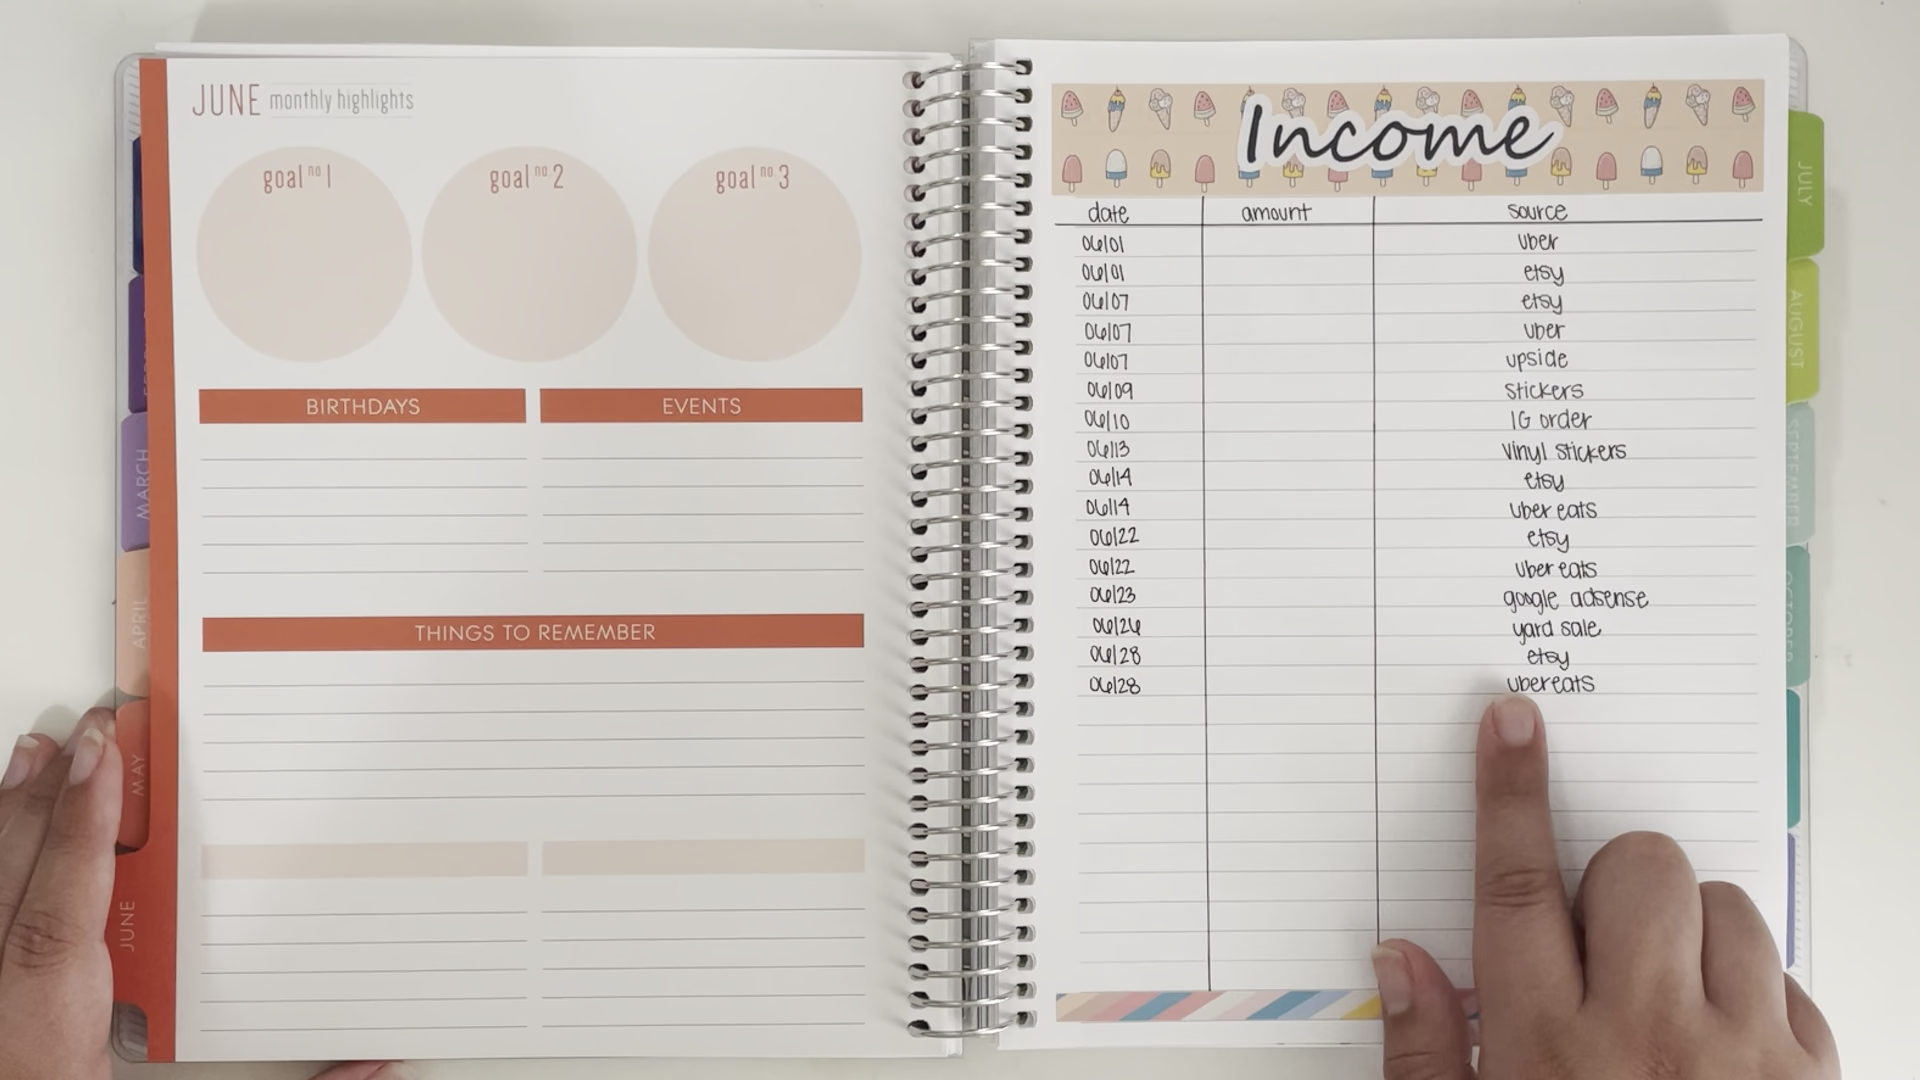 JUNE monthly highlights
goal no 1
goal no 2
goal no 3
BIRTHDAYS
EVENTS
THINGS TO REMEMBER
MARCH
APRIL
MAY
JUNE
Income
date amount source
06/01 uber
06/01 etsy
06/07 etsy
06/07 uber
06/07 upside
06/09 stickers
06/10 IG order
06/13 vinyl stickers
06/14 etsy
06/14 uber eats
06/22 etsy
06/22 uber eats
06/23 google adsense
06/26 yard sale
06/28 etsy
06/28 ubereats
JULY
AUGUST
SEPTEMBER
OCTOBER